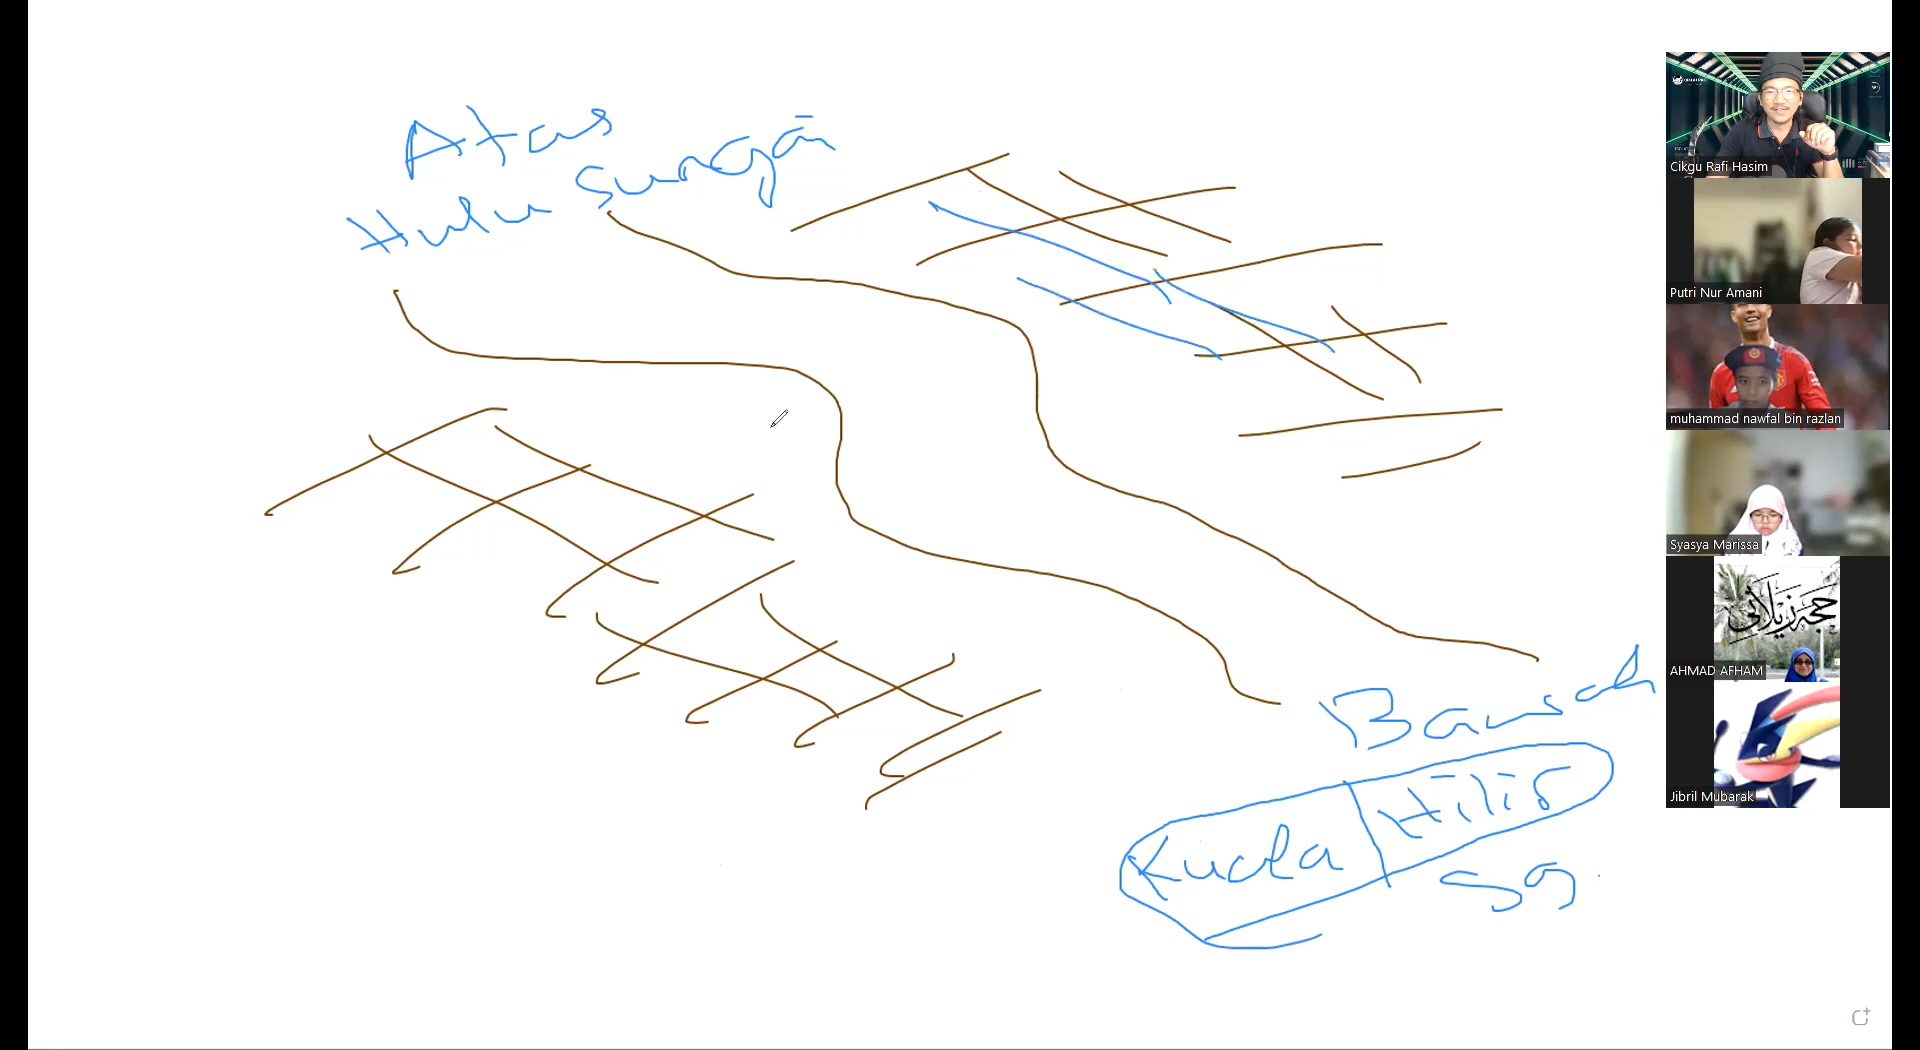 Atas
Hulu Sungai
Bawah
Kuala Hilir
Sg
Cikgu Rafi Hasim
Putri Nur Amani
muhammad nawfal bin razlan
Syasya Marissa
AHMAD AFHAM
Jibril Mubarak